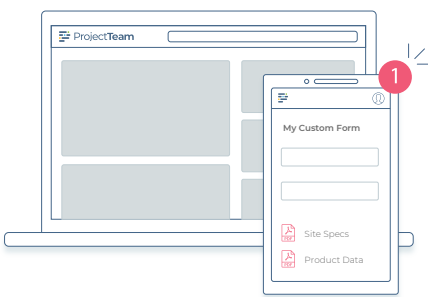 ProjectTeam
1
My Custom Form
PDF
Site Specs
PDF
Product Data